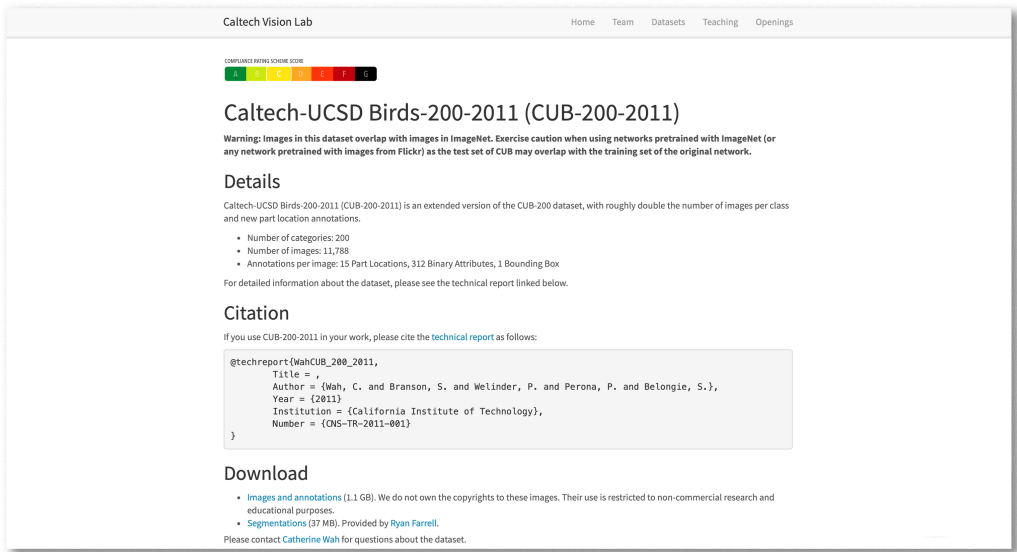 Caltech Vision Lab
Home Team Datasets Teaching Openings
COMPLIANCE RATING SCHEME SCORE
A B C D E F G
Caltech-UCSD Birds-200-2011 (CUB-200-2011)
Warning: Images in this dataset overlap with images in ImageNet. Exercise caution when using networks pretrained with ImageNet (or
any network pretrained with images from Flickr) as the test set of CUB may overlap with the training set of the original network.
Details
Caltech-UCSD Birds-200-2011 (CUB-200-2011) is an extended version of the CUB-200 dataset, with roughly double the number of images per class
and new part location annotations.
• Number of categories: 200
• Number of images: 11,788
• Annotations per image: 15 Part Locations, 312 Binary Attributes, 1 Bounding Box
For detailed information about the dataset, please see the technical report linked below.
Citation
If you use CUB-200-2011 in your work, please cite the technical report as follows:
@techreport{WahCUB_200_2011,
Title = ,
Author = {Wah, C. and Branson, S. and Welinder, P. and Perona, P. and Belongie, S.},
Year = {2011}
Institution = {California Institute of Technology},
Number = {CNS-TR-2011-001}
}
Download
• Images and annotations (1.1 GB). We do not own the copyrights to these images. Their use is restricted to non-commercial research and
educational purposes.
• Segmentations (37 MB). Provided by Ryan Farrell.
Please contact Catherine Wah for questions about the dataset.